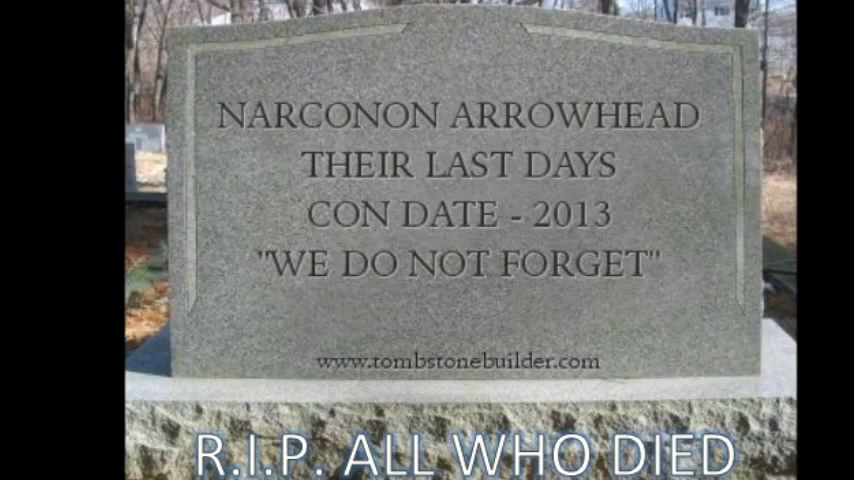 NARCONON ARROWHEAD
THEIR LAST DAYS
CON DATE - 2013
"WE DO NOT FORGET"
www.tombstonebuilder.com
R.I.P. ALL WHO DIED